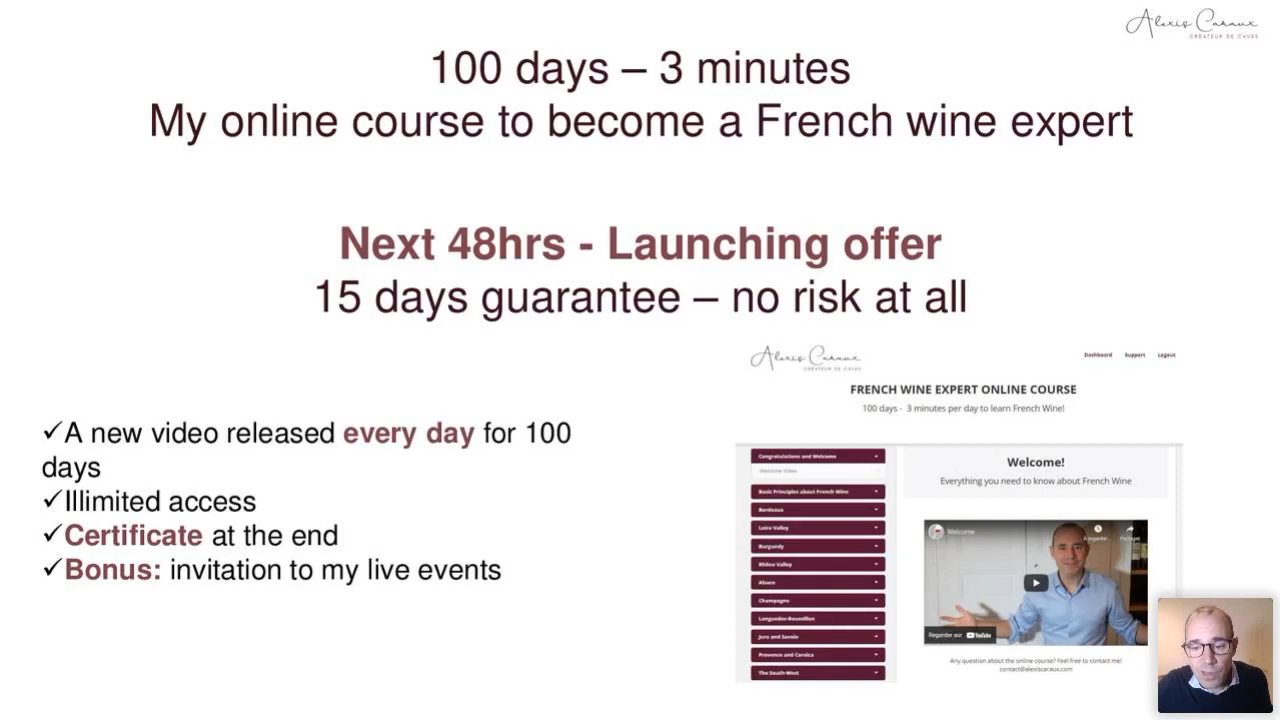 Alexis Caraux
CRÉATEUR DE CAVES
100 days – 3 minutes
My online course to become a French wine expert
Next 48hrs - Launching offer
15 days guarantee – no risk at all
✓A new video released every day for 100
days
✓Illimited access
✓Certificate at the end
✓Bonus: invitation to my live events
Alexis Caraux
CRÉATEUR DE CAVES
Dashboard Support Logout
FRENCH WINE EXPERT ONLINE COURSE
100 days - 3 minutes per day to learn French Wine!
Congratulations and Welcome
Welcome Video
Basic Principles about French Wine
Bordeaux
Loire Valley
Burgundy
Rhône Valley
Alsace
Champagne
Languedoc-Roussillon
Jura and Savoie
Provence and Corsica
The South-West
Welcome!
Everything you need to know about French Wine
Welcome
À regarder ... Partager
Regarder sur YouTube
Any question about the online course? Feel free to contact me!
contact@alexiscaraux.com